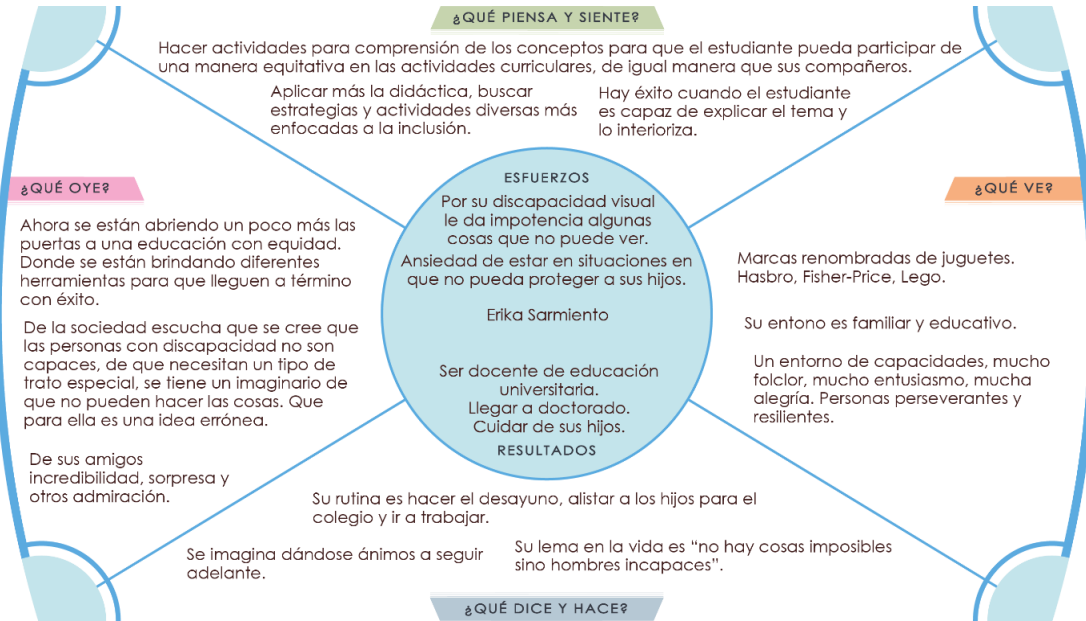 ¿QUÉ PIENSA Y SIENTE?
Hacer actividades para comprensión de los conceptos para que el estudiante pueda participar de
una manera equitativa en las actividades curriculares, de igual manera que sus compañeros.
Aplicar más la didáctica, buscar
estrategias y actividades diversas más
enfocadas a la inclusión.
Hay éxito cuando el estudiante
es capaz de explicar el tema y
lo interioriza.
¿QUÉ OYE?
Ahora se están abriendo un poco más las
puertas a una educación con equidad.
Donde se están brindando diferentes
herramientas para que lleguen a término
con éxito.
De la sociedad escucha que se cree que
las personas con discapacidad no son
capaces, de que necesitan un tipo de
trato especial, se tiene un imaginario de
que no pueden hacer las cosas. Que
para ella es una idea errónea.
De sus amigos
incredibilidad, sorpresa y
otros admiración.
ESFUERZOS
Por su discapacidad visual
le da impotencia algunas
cosas que no puede ver.
Ansiedad de estar en situaciones en
que no pueda proteger a sus hijos.
Erika Sarmiento
Ser docente de educación
universitaria.
Llegar a doctorado.
Cuidar de sus hijos.
RESULTADOS
¿QUÉ VE?
Marcas renombradas de juguetes.
Hasbro, Fisher-Price, Lego.
Su entono es familiar y educativo.
Un entorno de capacidades, mucho
folclor, mucho entusiasmo, mucha
alegría. Personas perseverantes y
resilientes.
Su rutina es hacer el desayuno, alistar a los hijos para el
colegio y ir a trabajar.
Se imagina dándose ánimos a seguir
adelante.
Su lema en la vida es “no hay cosas imposibles
sino hombres incapaces”.
¿QUÉ DICE Y HACE?